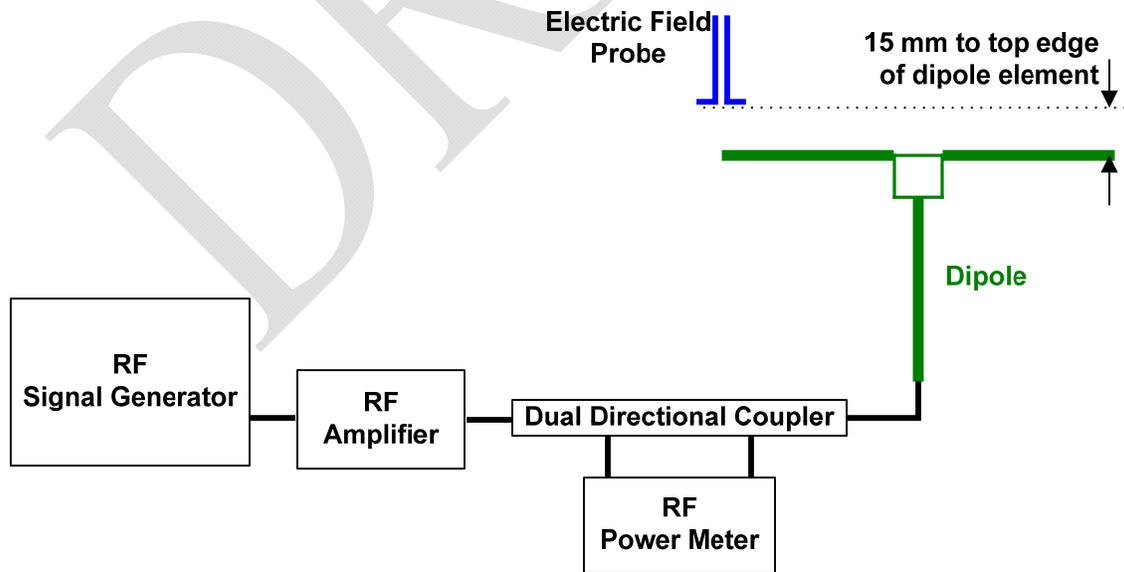 Electric Field
Probe
15 mm to top edge
of dipole element
Dipole
RF
Signal Generator
RF
Amplifier
Dual Directional Coupler
RF
Power Meter